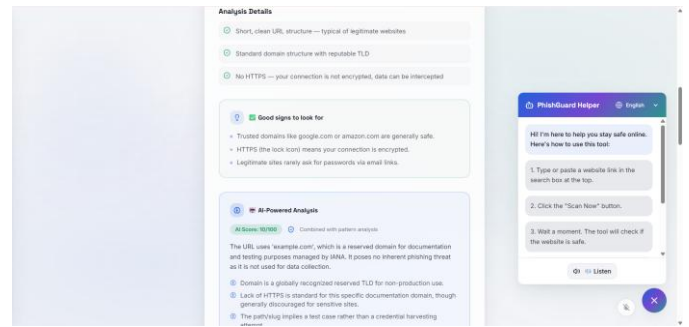 Analysis Details
Short, clean URL structure — typical of legitimate websites
Standard domain structure with reputable TLD
No HTTPS — your connection is not encrypted, data can be intercepted
Good signs to look for
Trusted domains like google.com or amazon.com are generally safe.
HTTPS (the lock icon) means your connection is encrypted.
Legitimate sites rarely ask for passwords via email links.
AI-Powered Analysis
AI Score: 10/100
Combined with pattern analysis
The URL uses 'example.com', which is a reserved domain for documentation
and testing purposes managed by IANA. It poses no inherent phishing threat
as it is not used for data collection.
Domain is a globally recognized reserved TLD for non-production use.
Lack of HTTPS is standard for this specific documentation domain, though
generally discouraged for sensitive sites.
The path/slug implies a test case rather than a credential harvesting
attempt.
PhishGuard Helper
English
Hi! I'm here to help you stay safe online.
Here's how to use this tool:
1. Type or paste a website link in the
search box at the top.
2. Click the "Scan Now" button.
3. Wait a moment. The tool will check if
the website is safe.
Listen